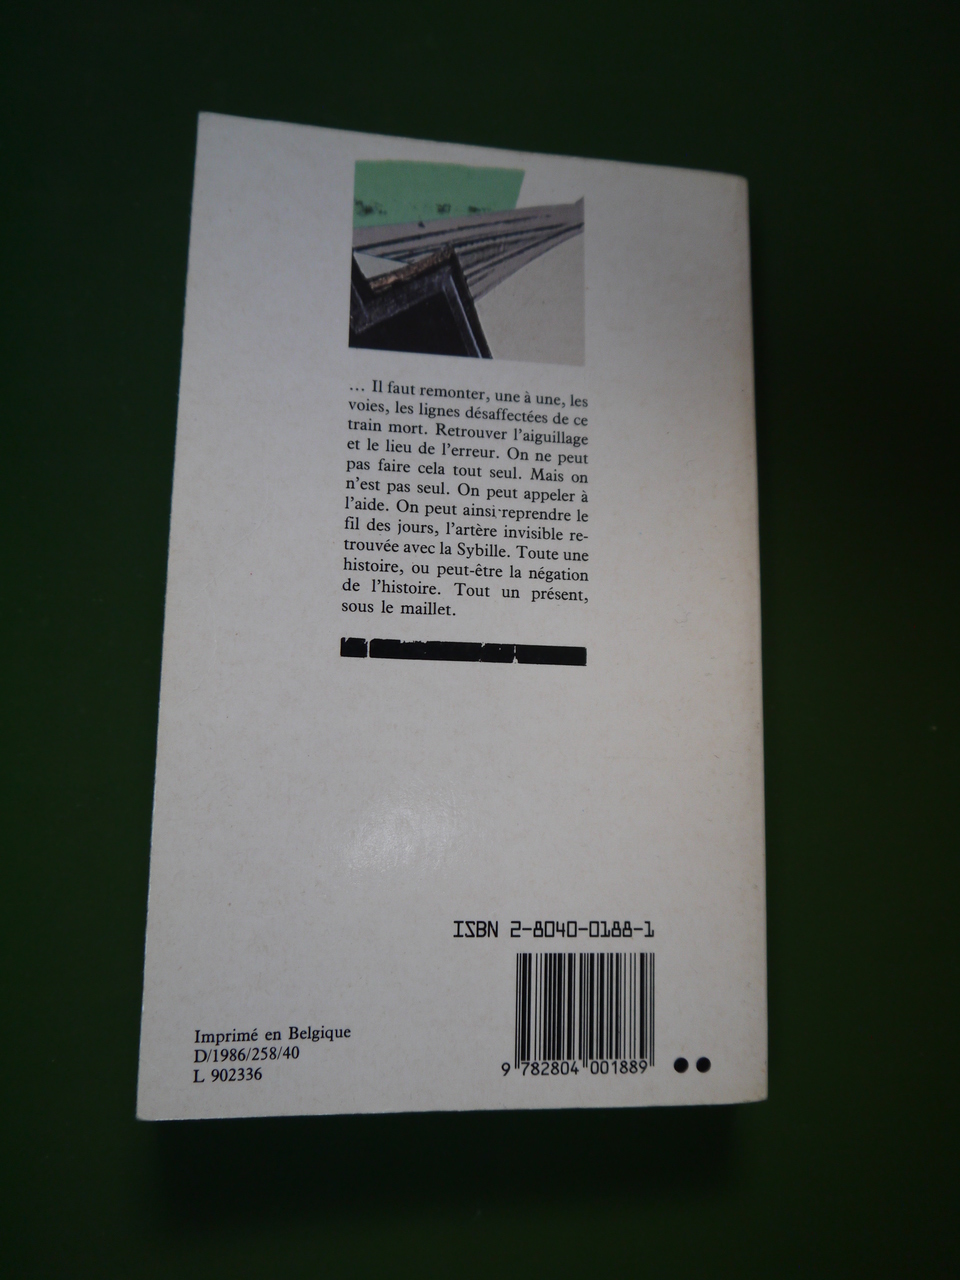 ... Il faut remonter, une à une, les
voies, les lignes désaffectées de ce
train mort. Retrouver l'aiguillage
et le lieu de l'erreur. On ne peut
pas faire cela tout seul. Mais on
n'est pas seul. On peut appeler à
l'aide. On peut ainsi reprendre le
fil des jours, l'artère invisible re-
trouvée avec la Sybille. Toute une
histoire, ou peut-être la négation
de l'histoire. Tout un présent,
sous le maillet.
ISBN 2-8040-0188-1
9 782804 001889
Imprimé en Belgique
D/1986/258/40
L 902336